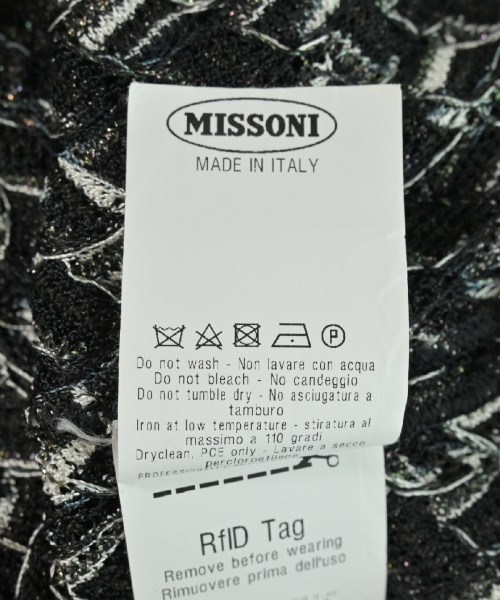 MISSONI
MADE IN ITALY
P
Do not wash - Non lavare con acqua
Do not bleach - No candeggio
Do not tumble dry - No asciugatura a
tamburo
Iron at low temperature - stiratura al
massimo a 110 gradi
Dryclean, PCE only - Lavare a secco
percloroetilene
RfID Tag
Remove before wearing
Rimuovere prima dell'uso